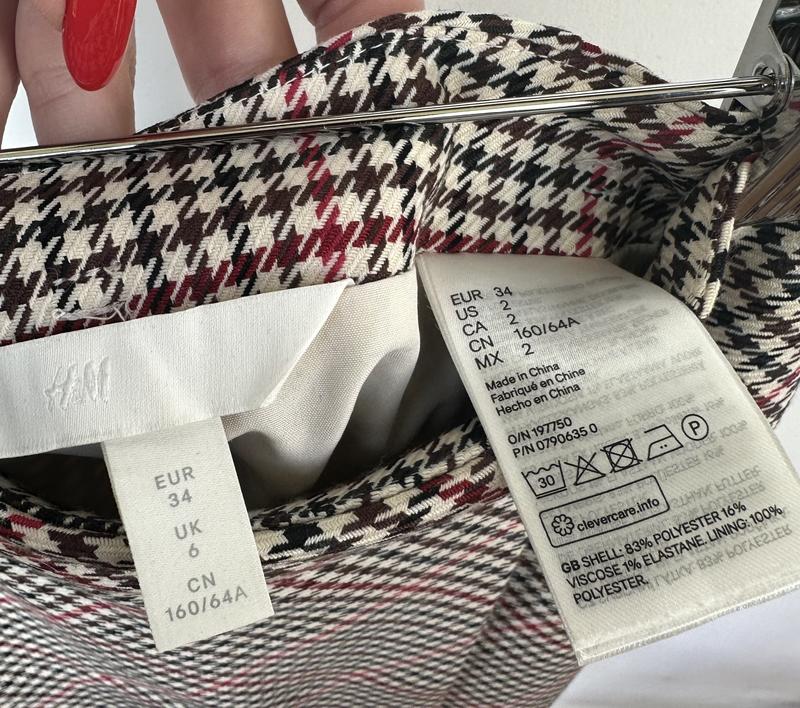 H&M
EUR
34
UK
6
CN
160/64A
EUR 34
US 2
CA 2
CN 160/64A
MX 2
Made in China
Fabriqué en Chine
Hecho en China
O/N 197750
P/N 0790635 0
30
P
clevercare.info
GB SHELL: 83% POLYESTER 16%
VISCOSE 1% ELASTANE. LINING: 100%
POLYESTER.